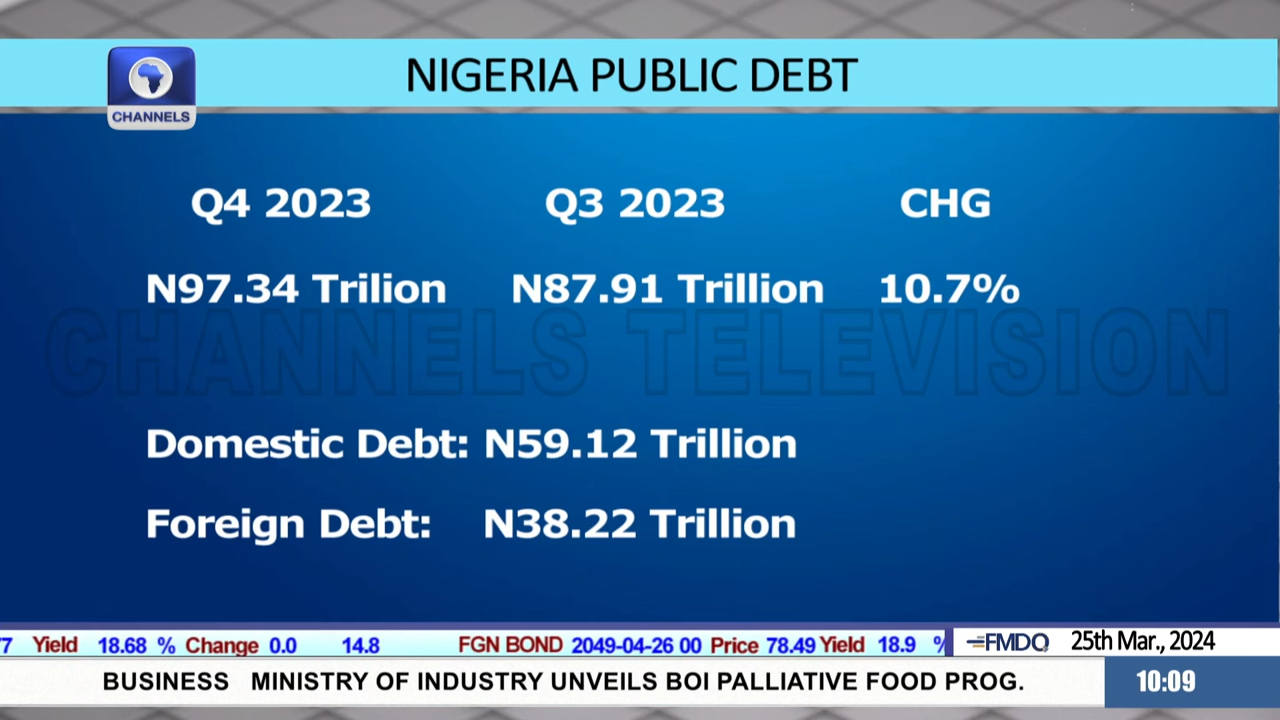 NIGERIA PUBLIC DEBT
CHANNELS
Q4 2023 Q3 2023 CHG
N97.34 Trilion N87.91 Trillion 10.7%
CHANNELS TELEVISION
Domestic Debt: N59.12 Trillion
Foreign Debt: N38.22 Trillion
7 Yield 18.68 % Change 0.0 14.8 FGN BOND 2049-04-26 00 Price 78.49 Yield 18.9 % FMDQ 25th Mar., 2024
BUSINESS MINISTRY OF INDUSTRY UNVEILS BOI PALLIATIVE FOOD PROG. 10:09